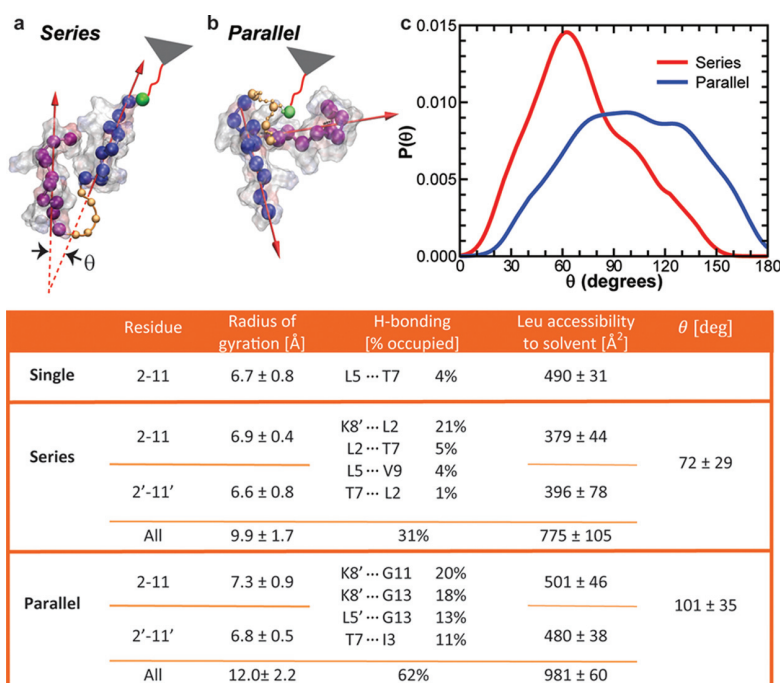 a Series
b Parallel
c
0.015
0.010
0.005
0.000
P(θ)
Series
Parallel
0 30 60 90 120 150 180
θ (degrees)
θ
Residue Radius of gyration [Å] H-bonding [% occupied] Leu accessibility to solvent [Å²] θ [deg]
Single 2-11 6.7 ± 0.8 L5 ··· T7 4% 490 ± 31
Series
2-11 6.9 ± 0.4 379 ± 44
K8' ··· L2 21%
L2 ··· T7 5%
L5 ··· V9 4%
T7 ··· L2 1%
72 ± 29
2'-11' 6.6 ± 0.8 396 ± 78
All 9.9 ± 1.7 31% 775 ± 105
Parallel
2-11 7.3 ± 0.9 501 ± 46
K8' ··· G11 20%
K8' ··· G13 18%
L5' ··· G13 13%
T7 ··· I3 11%
101 ± 35
2'-11' 6.8 ± 0.5 480 ± 38
All 12.0± 2.2 62% 981 ± 60